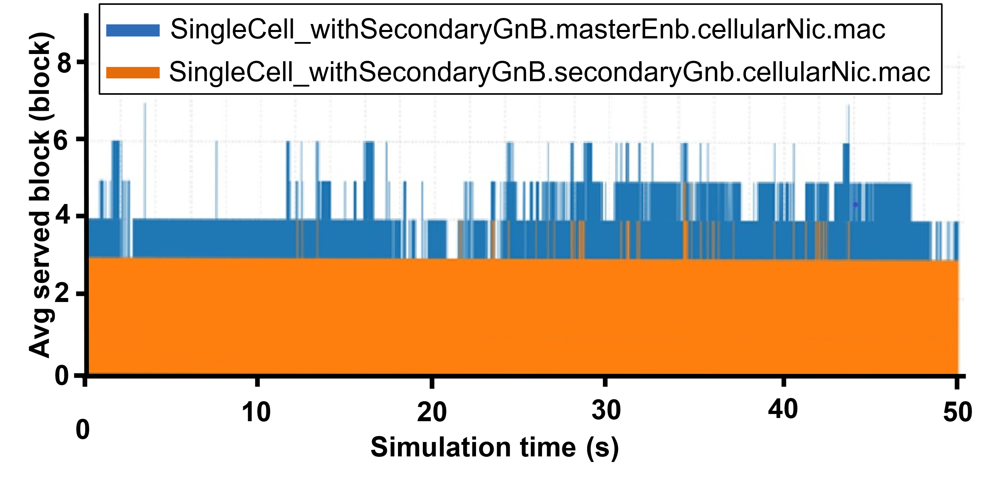 SingleCell_withSecondaryGnB.masterEnb.cellularNic.mac
SingleCell_withSecondaryGnB.secondaryGnb.cellularNic.mac
Avg served block (block)
8
6
4
2
0
0
10
20
30
40
50
Simulation time (s)